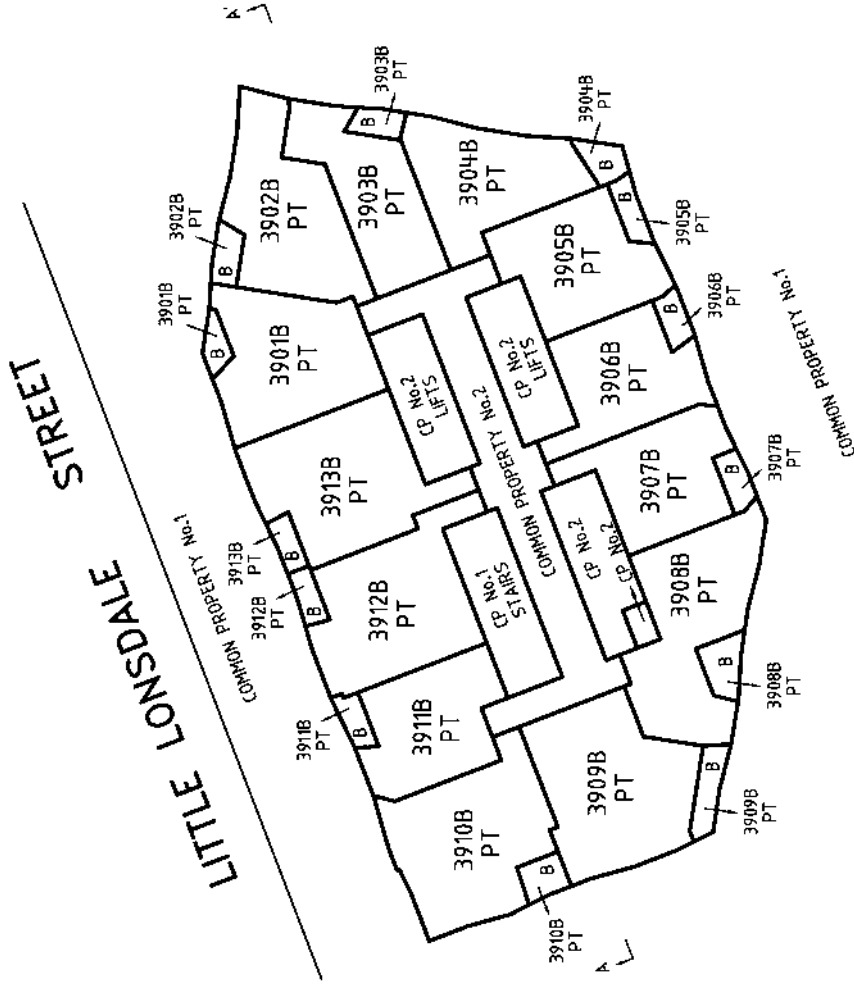 A'
3903B
PT
B
3904B
PT
B
3902B
PT
B
3902B
PT
3903B
PT
3904B
PT
3905B
PT
B
3905B
PT
3901B
PT
B
3901B
PT
CP No.2
LIFTS
CP No.2
LIFTS
3906B
PT
B
3906B
PT
COMMON PROPERTY No.1
LITTLE LONSDALE STREET
COMMON PROPERTY No.1
3913B
PT
B
3913B
PT
COMMON PROPERTY No.2
3907B
PT
B
3907B
PT
3912B
PT
B
3912B
PT
CP No.1
STAIRS
CP No.2
CP No.2
3908B
PT
B
3908B
PT
3911B
PT
B
3911B
PT
3910B
PT
3909B
PT
B
3909B
PT
B
3910B
PT
A